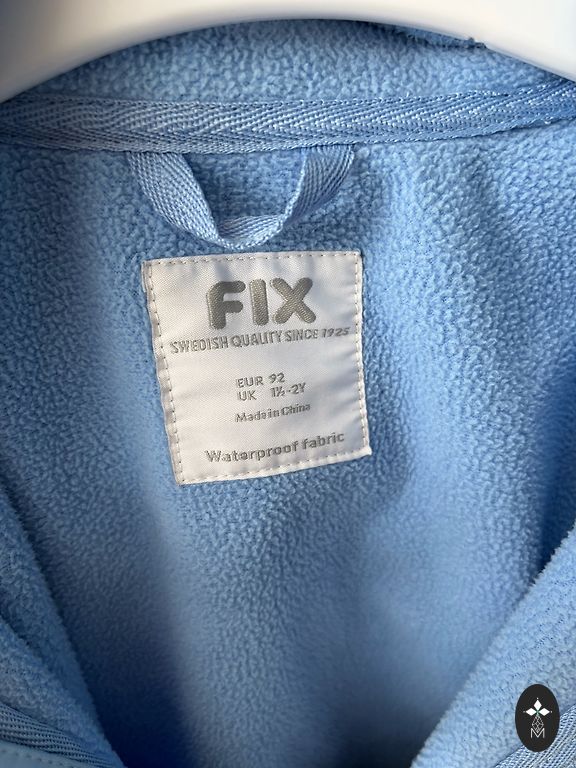 FIX
SWEDISH QUALITY SINCE 1925
EUR 92
UK 1½-2Y
Made in China
Waterproof fabric
M